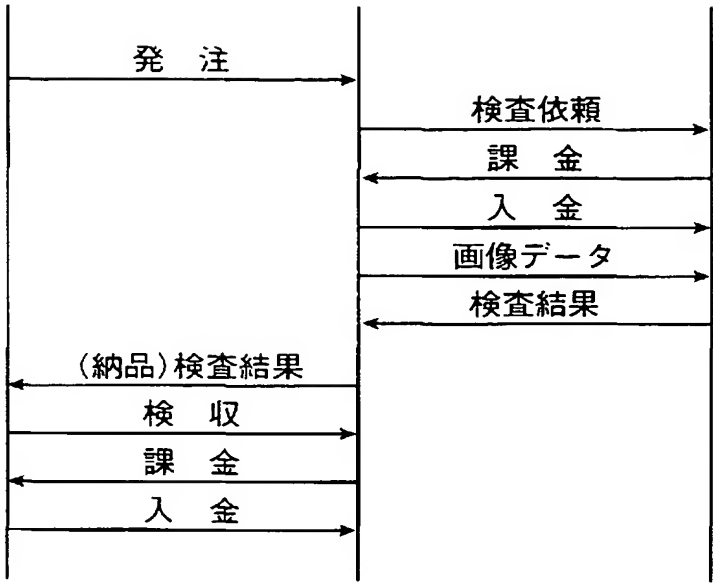 発 注
検査依頼
課 金
入 金
画像データ
検査結果
(納品)検査結果
検 収
課 金
入 金